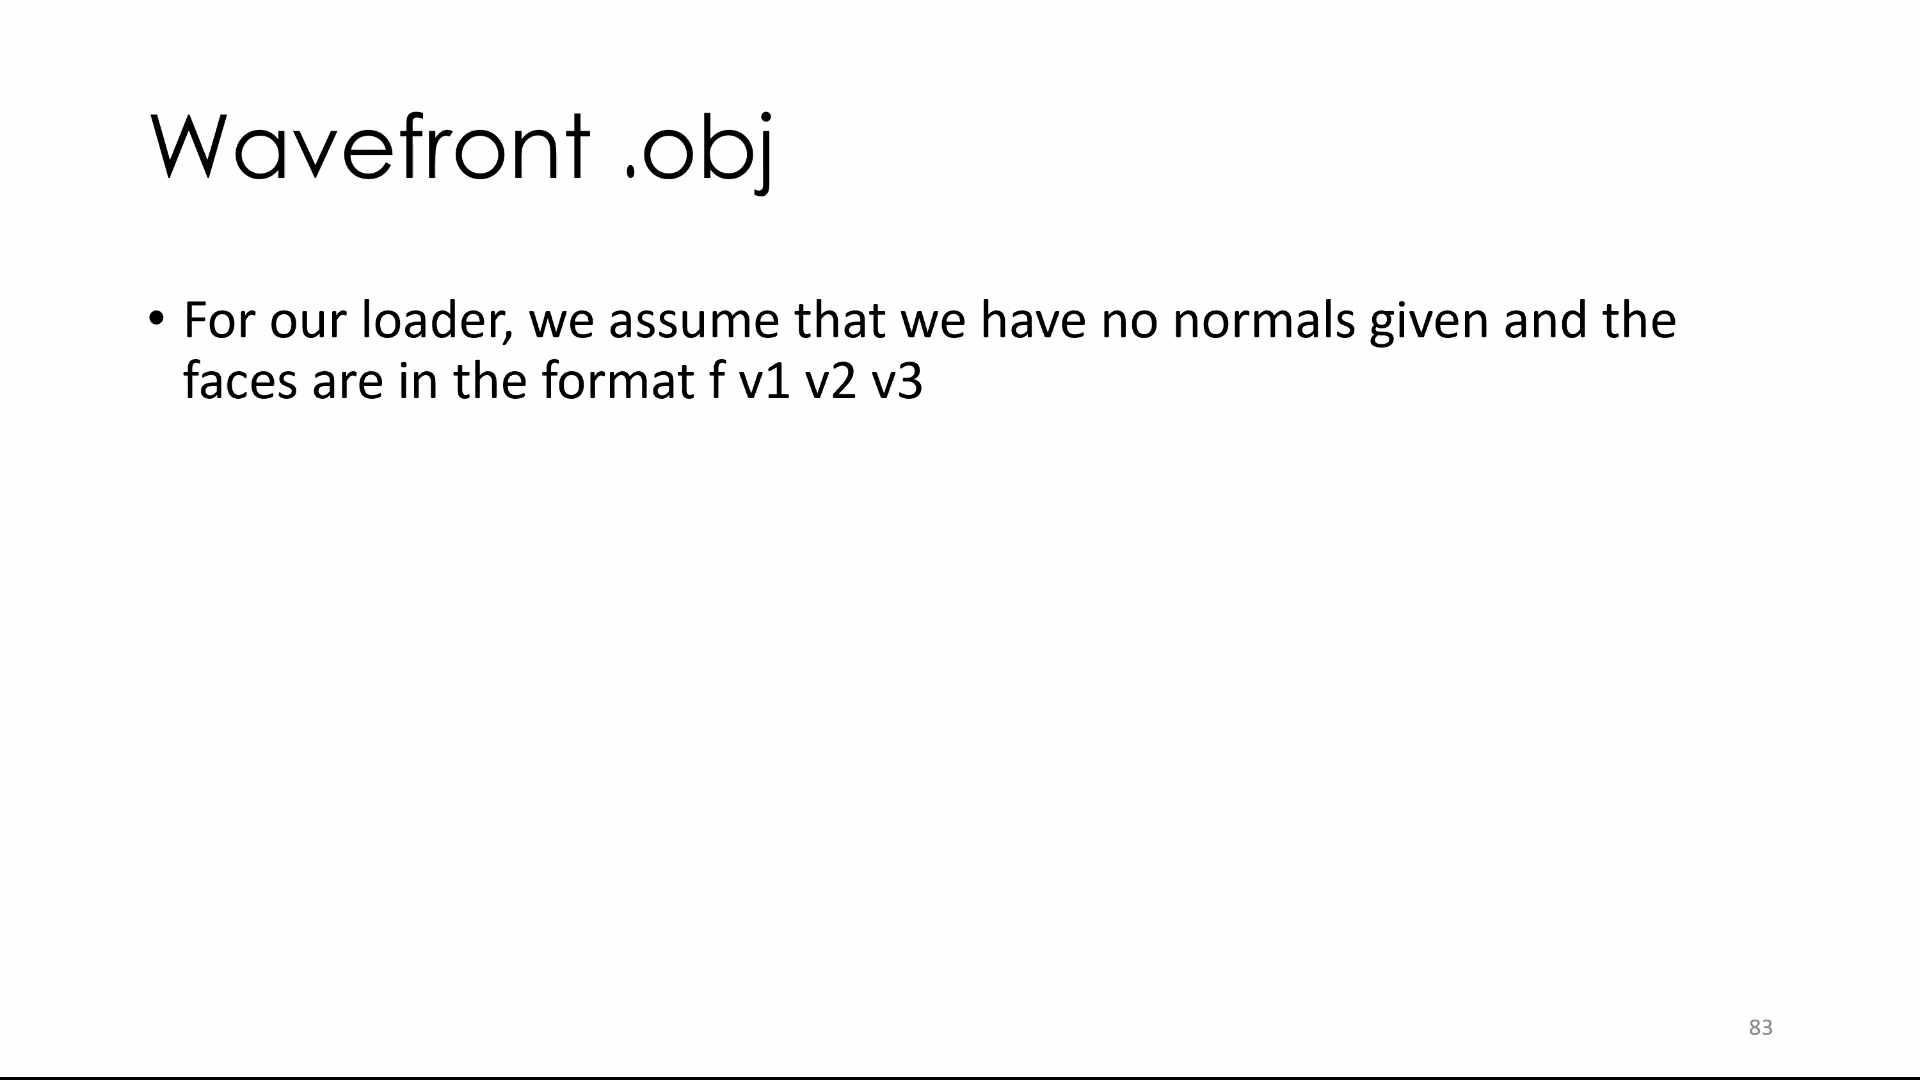 Wavefront .obj
• For our loader, we assume that we have no normals given and the
faces are in the format f v1 v2 v3
83